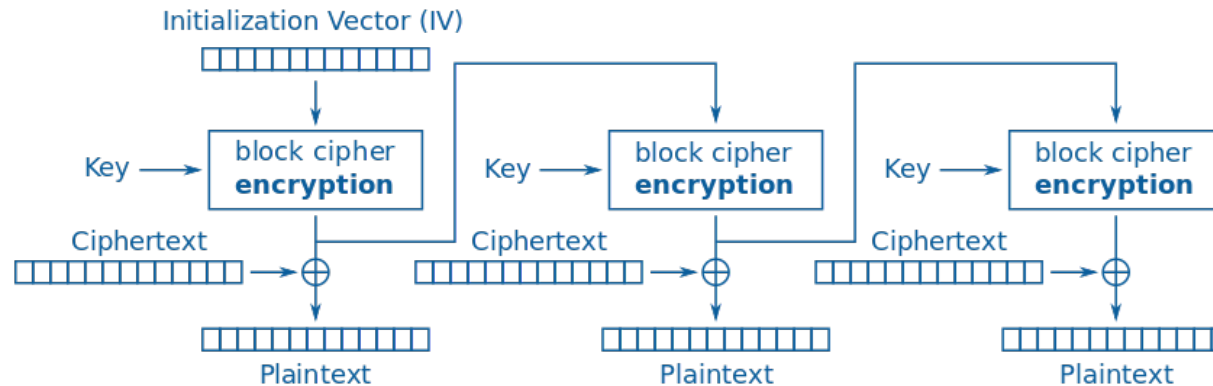 Initialization Vector (IV)
Key
block cipher
encryption
Key
block cipher
encryption
Key
block cipher
encryption
Ciphertext
Ciphertext
Ciphertext
Plaintext
Plaintext
Plaintext